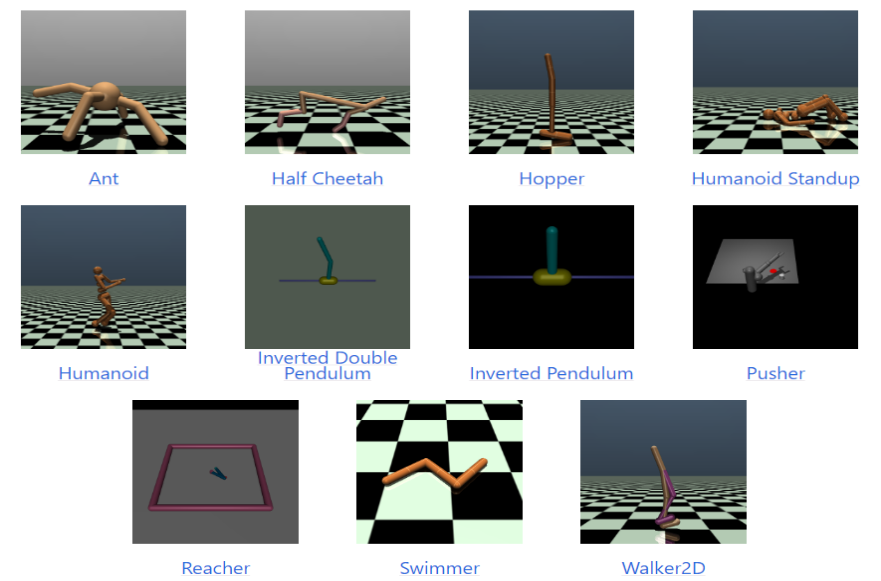 Ant
Half Cheetah
Hopper
Humanoid Standup
Humanoid
Inverted Double
Pendulum
Inverted Pendulum
Pusher
Reacher
Swimmer
Walker2D